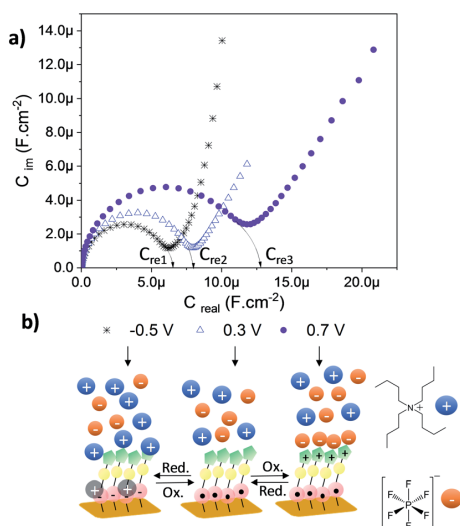 a)
14.0μ
12.0μ
10.0μ
8.0μ
6.0μ
4.0μ
2.0μ
0.0
C im (F.cm-2)
Cre1 Cre2 Cre3
0.0 5.0μ 10.0μ 15.0μ 20.0μ
C real (F.cm-2)
b)
-0.5 V 0.3 V 0.7 V
+ - + - +
Red. Ox.
Ox. Red.
N+ +
F F F P F F F - -